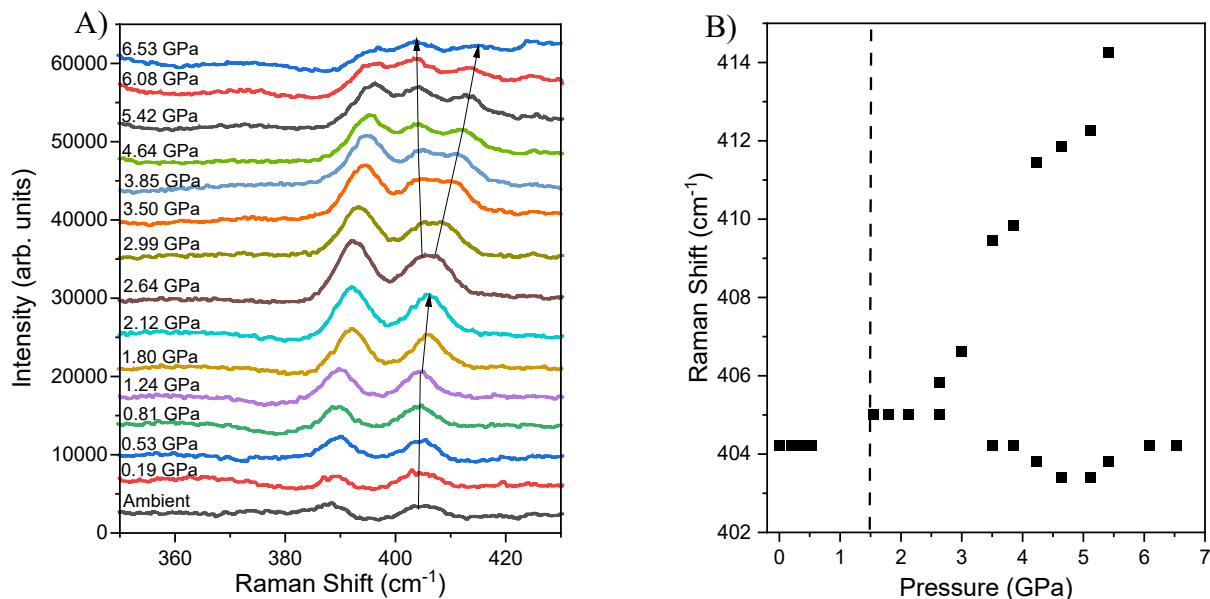 A)
6.53 GPa
6.08 GPa
5.42 GPa
4.64 GPa
3.85 GPa
3.50 GPa
2.99 GPa
2.64 GPa
2.12 GPa
1.80 GPa
1.24 GPa
0.81 GPa
0.53 GPa
0.19 GPa
Ambient
60000
50000
40000
30000
20000
10000
0
Intensity (arb. units)
360 380 400 420
Raman Shift (cm⁻¹)
B)
414
412
410
408
406
404
402
Raman Shift (cm⁻¹)
0 1 2 3 4 5 6 7
Pressure (GPa)